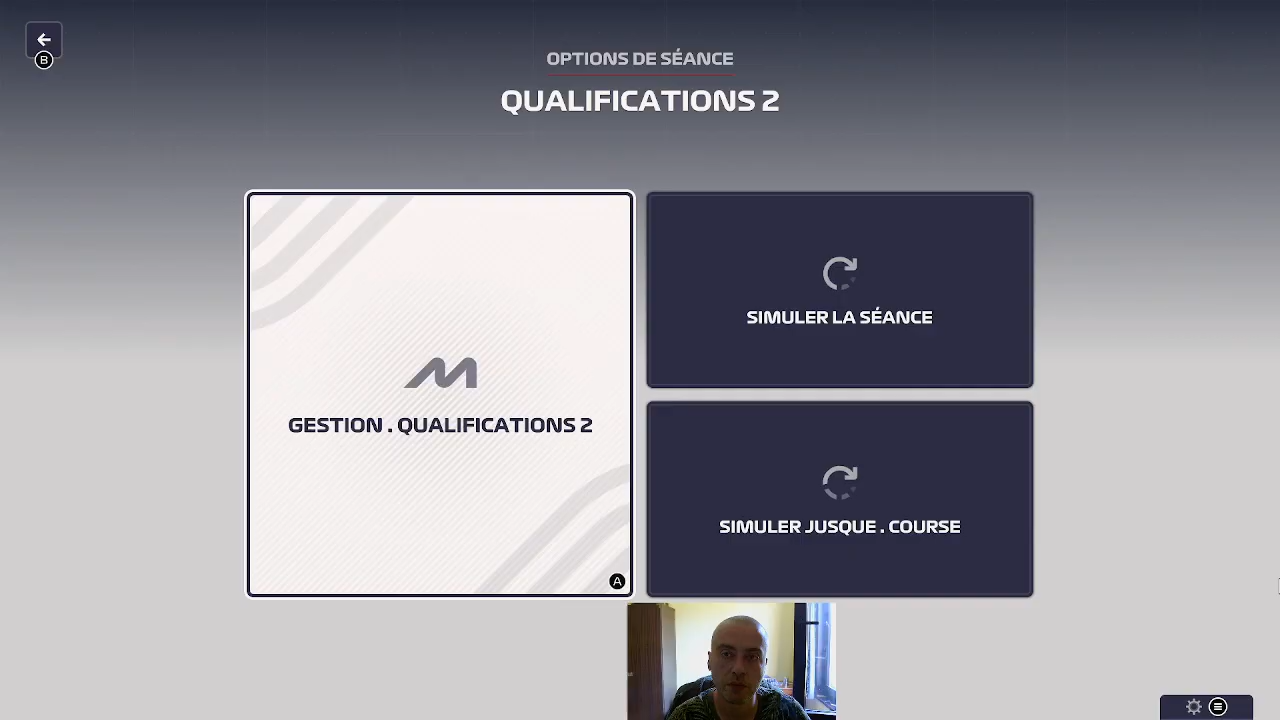 B
OPTIONS DE SÉANCE
QUALIFICATIONS 2
GESTION . QUALIFICATIONS 2
A
SIMULER LA SÉANCE
SIMULER JUSQUE . COURSE